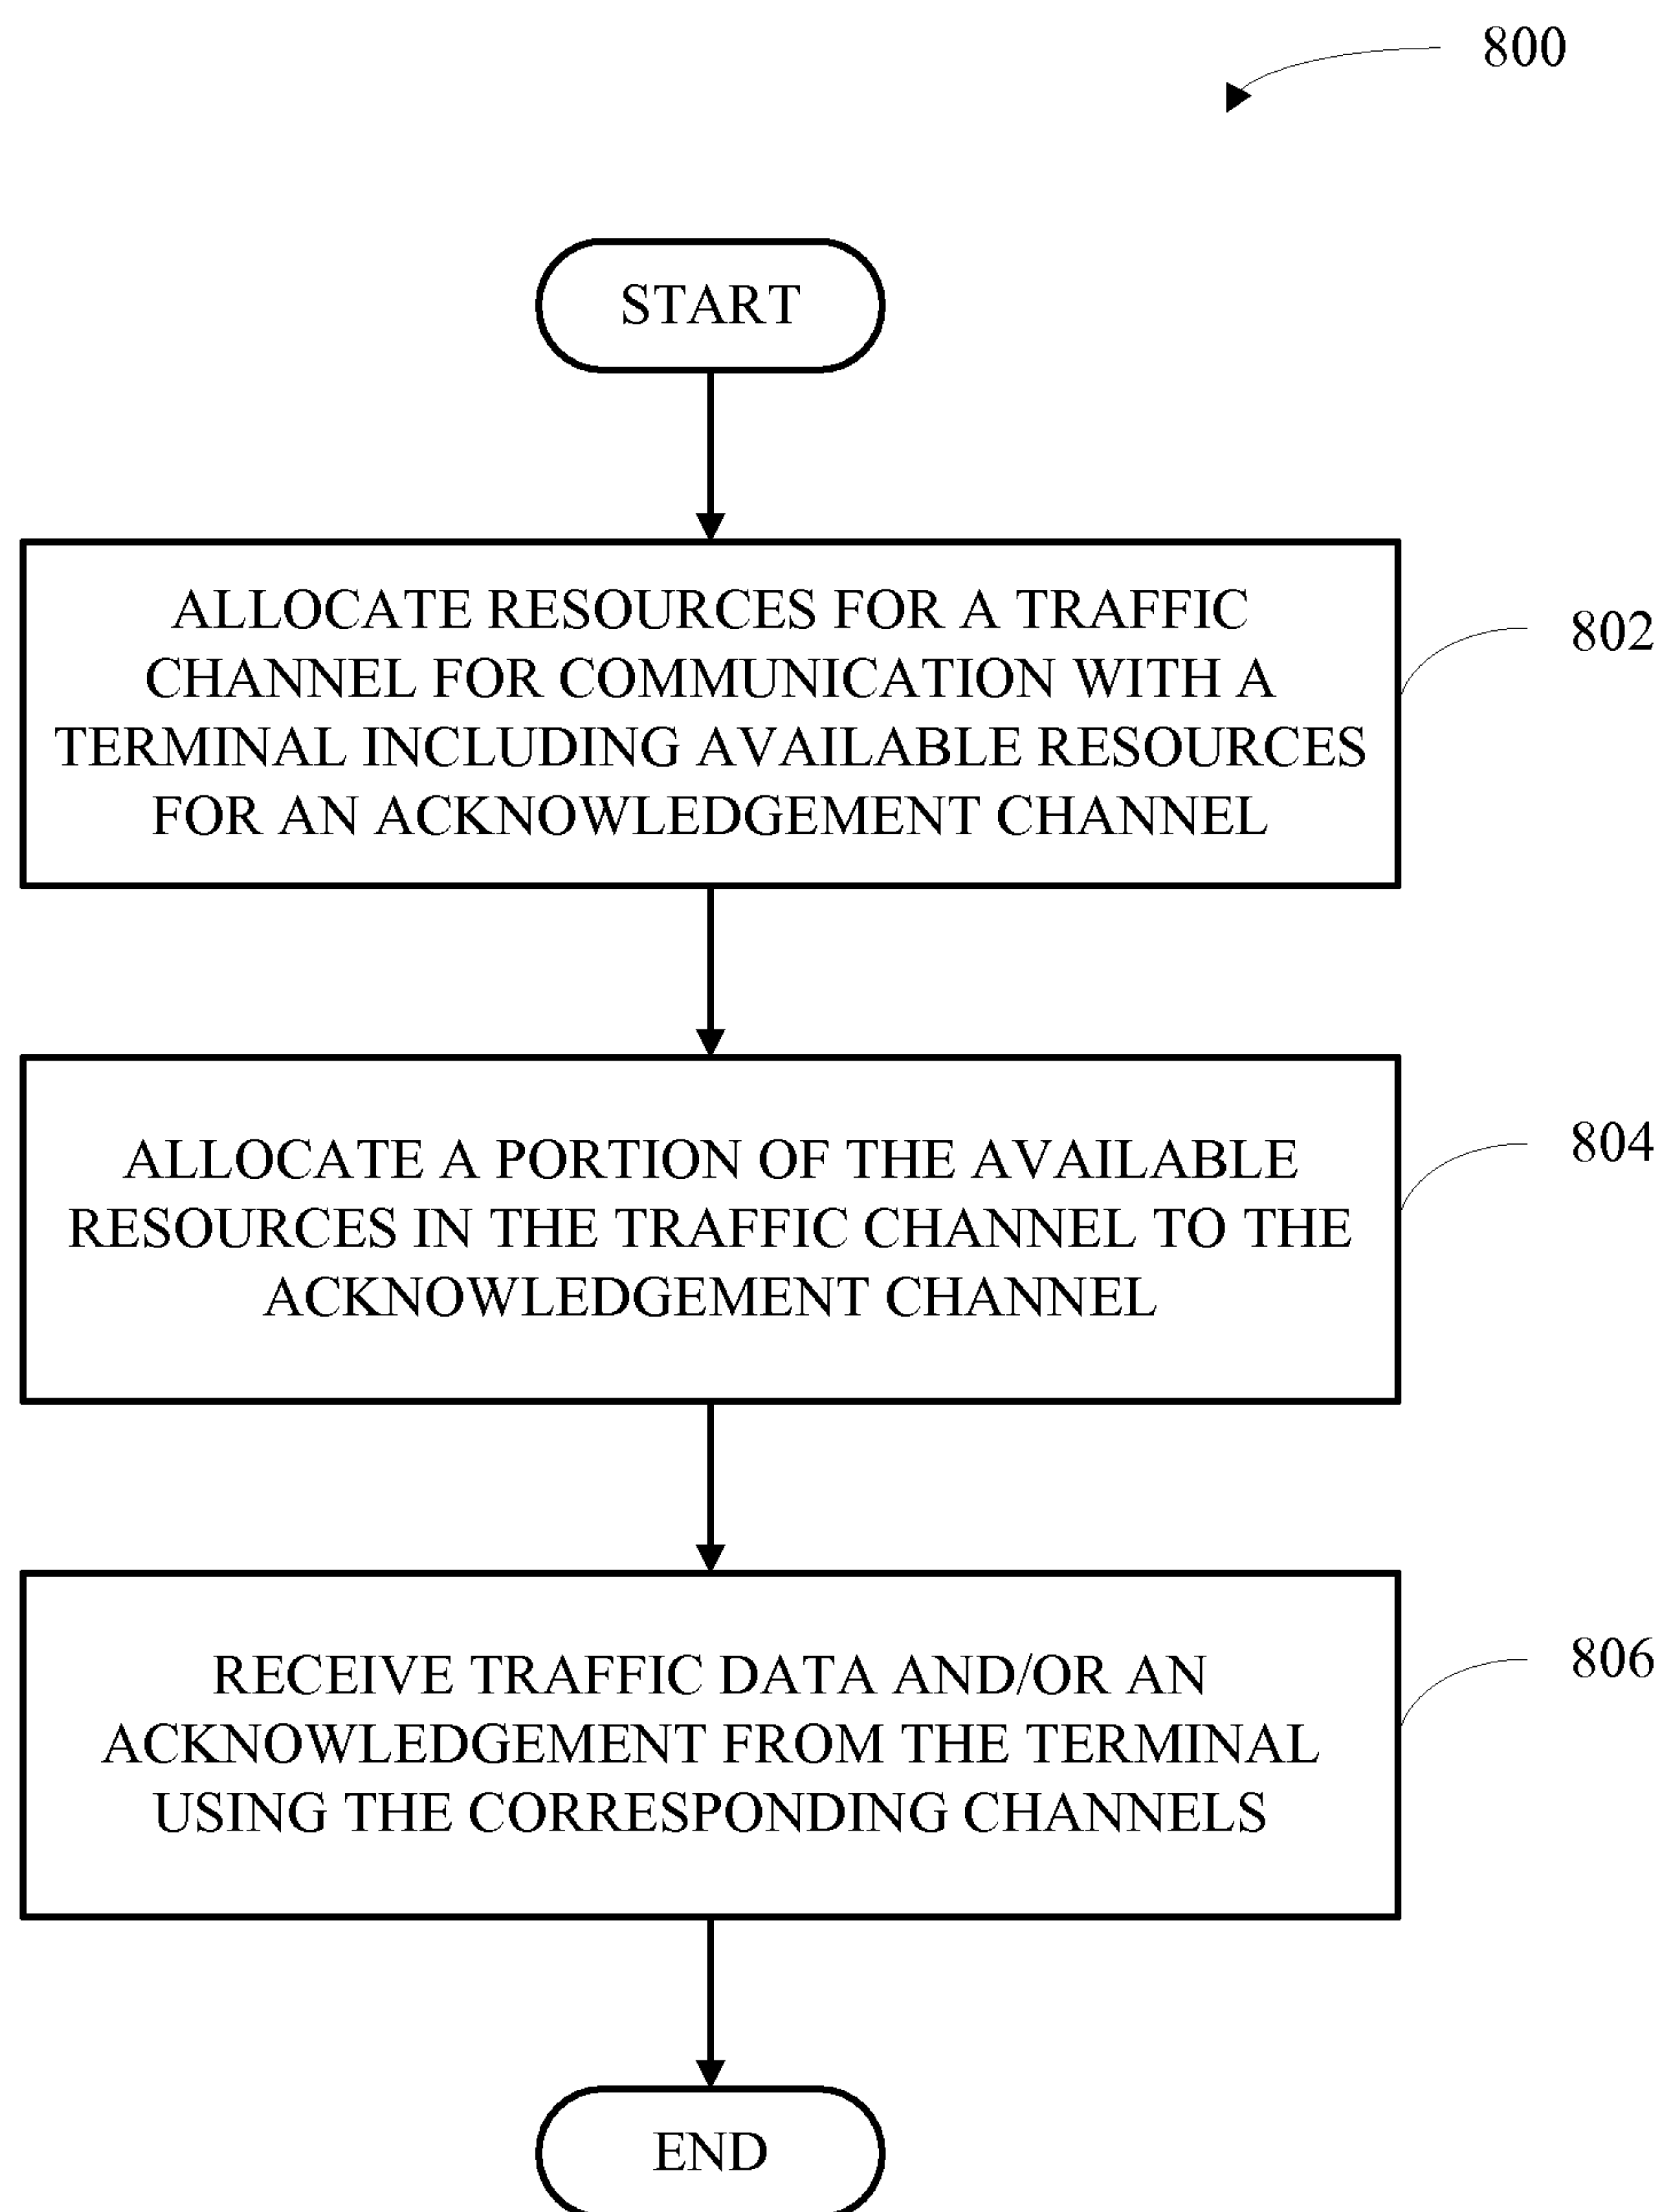 800
START
ALLOCATE RESOURCES FOR A TRAFFIC
CHANNEL FOR COMMUNICATION WITH A
TERMINAL INCLUDING AVAILABLE RESOURCES
FOR AN ACKNOWLEDGEMENT CHANNEL
802
ALLOCATE A PORTION OF THE AVAILABLE
RESOURCES IN THE TRAFFIC CHANNEL TO THE
ACKNOWLEDGEMENT CHANNEL
804
RECEIVE TRAFFIC DATA AND/OR AN
ACKNOWLEDGEMENT FROM THE TERMINAL
USING THE CORRESPONDING CHANNELS
806
END